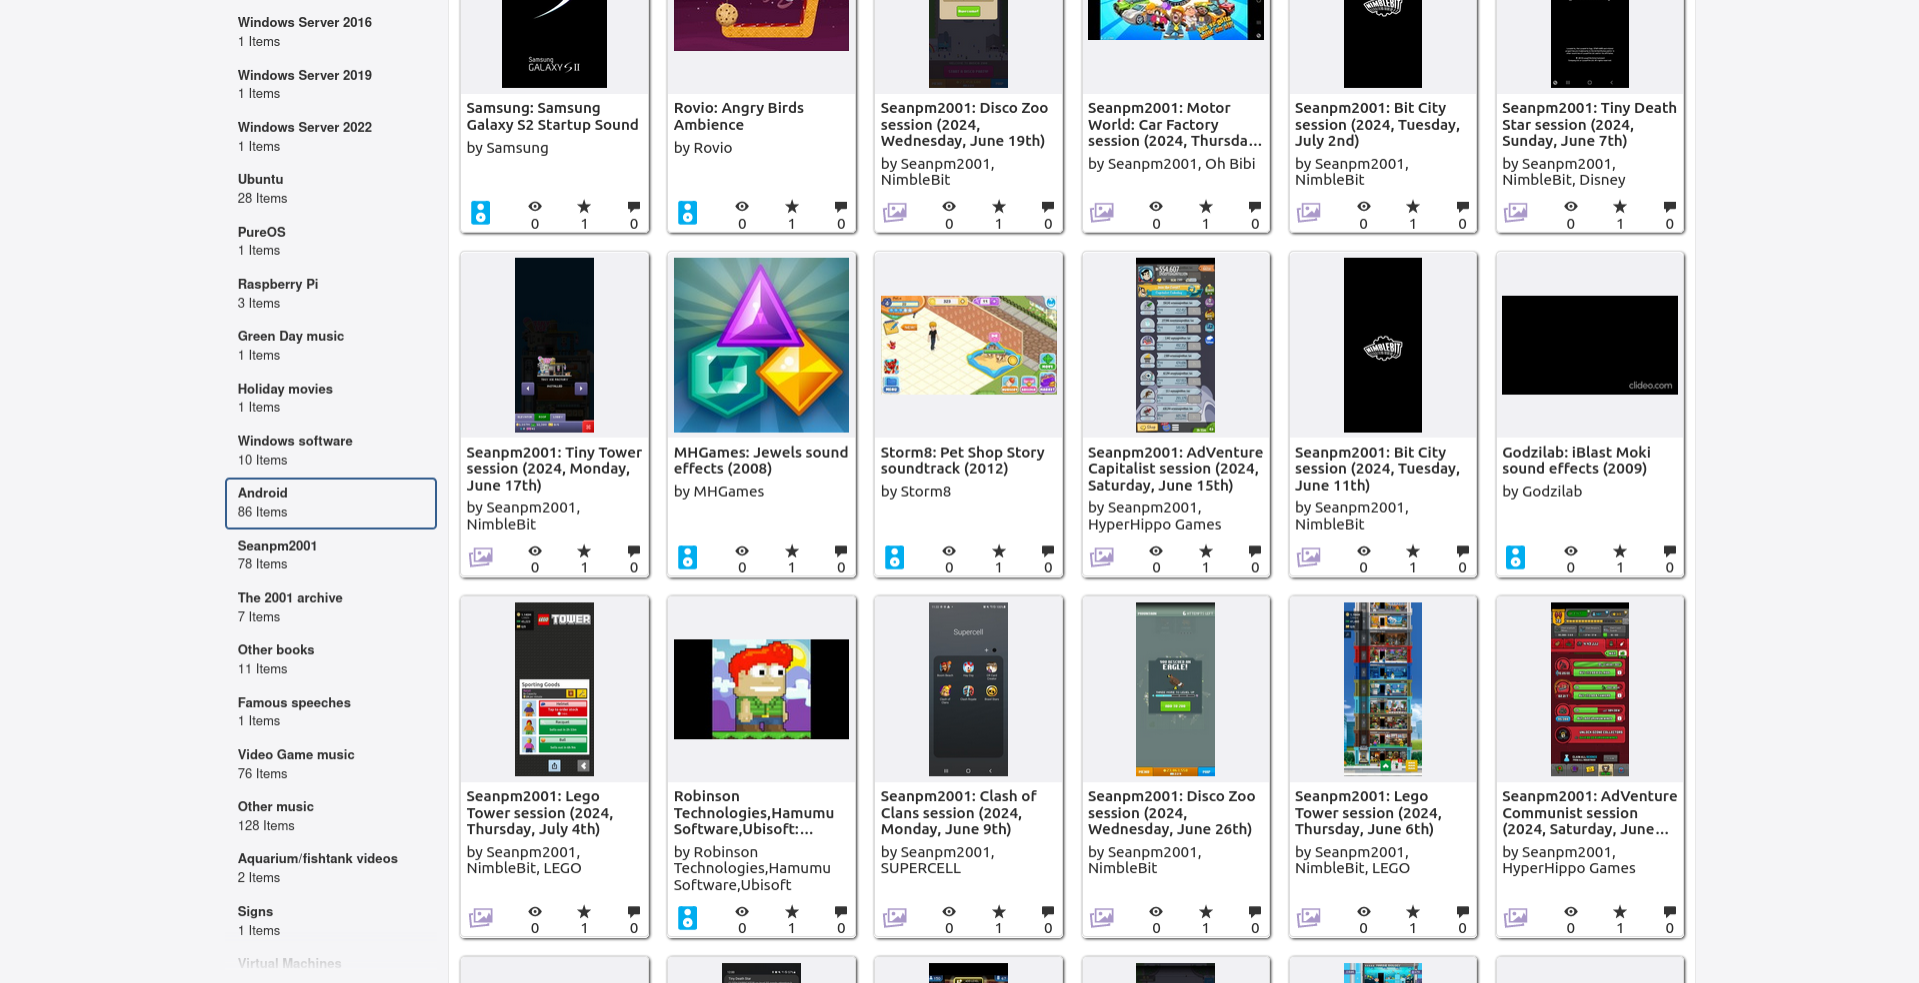 Windows Server 2016
1 Items
Windows Server 2019
1 Items
Windows Server 2022
1 Items
Ubuntu
28 Items
PureOS
1 Items
Raspberry Pi
3 Items
Green Day music
1 Items
Holiday movies
1 Items
Windows software
10 Items
Android
86 Items
Seanpm2001
78 Items
The 2001 archive
7 Items
Other books
11 Items
Famous speeches
1 Items
Video Game music
76 Items
Other music
128 Items
Aquarium/fishtank videos
2 Items
Signs
1 Items
Virtual Machines
Samsung
GALAXY S II
Samsung: Samsung
Galaxy S2 Startup Sound
by Samsung
0 1 0
Rovio: Angry Birds
Ambience
by Rovio
0 1 0
Seanpm2001: Disco Zoo
session (2024,
Wednesday, June 19th)
by Seanpm2001,
NimbleBit
0 1 0
Seanpm2001: Motor
World: Car Factory
session (2024, Thursda...
by Seanpm2001, Oh Bibi
0 1 0
NIMBLEBIT
Seanpm2001: Bit City
session (2024, Tuesday,
July 2nd)
by Seanpm2001,
NimbleBit
0 1 0
Seanpm2001: Tiny Death
Star session (2024,
Sunday, June 7th)
by Seanpm2001,
NimbleBit, Disney
0 1 0
Seanpm2001: Tiny Tower
session (2024, Monday,
June 17th)
by Seanpm2001,
NimbleBit
0 1 0
MHGames: Jewels sound
effects (2008)
by MHGames
0 1 0
Storm8: Pet Shop Story
soundtrack (2012)
by Storm8
0 1 0
Seanpm2001: AdVenture
Capitalist session (2024,
Saturday, June 15th)
by Seanpm2001,
HyperHippo Games
0 1 0
NIMBLEBIT
Seanpm2001: Bit City
session (2024, Tuesday,
June 11th)
by Seanpm2001,
NimbleBit
0 1 0
clideo.com
Godzilab: iBlast Moki
sound effects (2009)
by Godzilab
0 1 0
LEGO TOWER
Sporting Goods
Seanpm2001: Lego
Tower session (2024,
Thursday, July 4th)
by Seanpm2001,
NimbleBit, LEGO
0 1 0
Robinson
Technologies,Hamumu
Software,Ubisoft:...
by Robinson
Technologies,Hamumu
Software,Ubisoft
0 1 0
Supercell
Seanpm2001: Clash of
Clans session (2024,
Monday, June 9th)
by Seanpm2001,
SUPERCELL
0 1 0
EAGLE!
Seanpm2001: Disco Zoo
session (2024,
Wednesday, June 26th)
by Seanpm2001,
NimbleBit
0 1 0
Seanpm2001: Lego
Tower session (2024,
Thursday, June 6th)
by Seanpm2001,
NimbleBit, LEGO
0 1 0
Seanpm2001: AdVenture
Communist session
(2024, Saturday, June...
by Seanpm2001,
HyperHippo Games
0 1 0